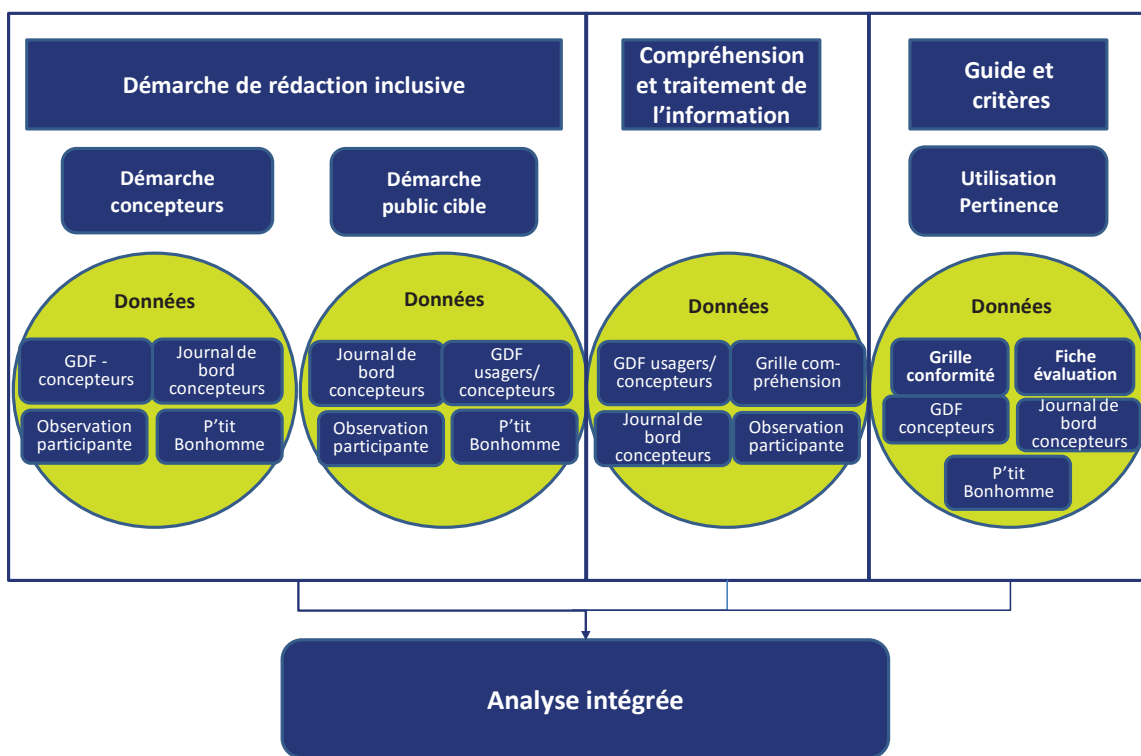 Démarche de rédaction inclusive
Compréhension
et traitement de
l'information
Guide et
critères
Démarche
concepteurs
Démarche
public cible
Utilisation
Pertinence
Données
GDF -
concepteurs
Journal de
bord
concepteurs
Observation
participante
P'tit
Bonhomme
Données
Journal de
bord
concepteurs
GDF
usagers/
concepteurs
Observation
participante
P'tit
Bonhomme
Données
GDF usagers/
concepteurs
Grille com-
préhension
Journal de
bord
concepteurs
Observation
participante
Données
Grille
conformité
Fiche
évaluation
GDF
concepteurs
Journal de
bord
concepteurs
P'tit
Bonhomme
Analyse intégrée